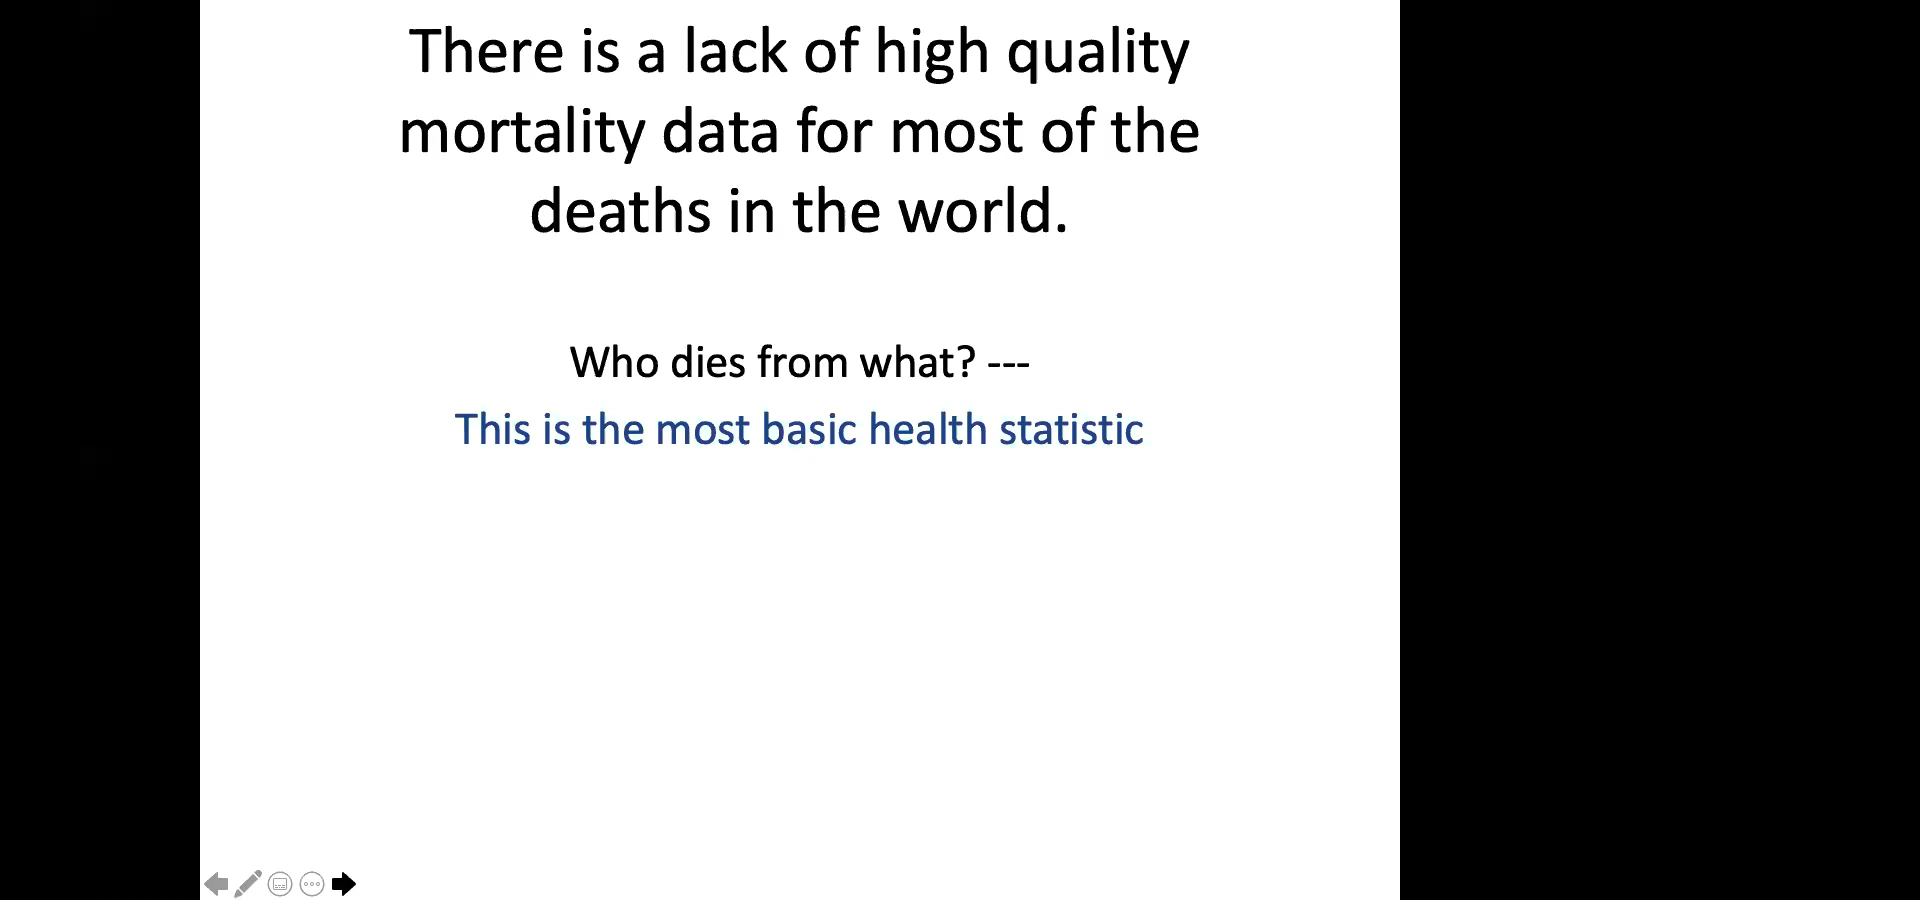 There is a lack of high quality
mortality data for most of the
deaths in the world.
Who dies from what? ---
This is the most basic health statistic